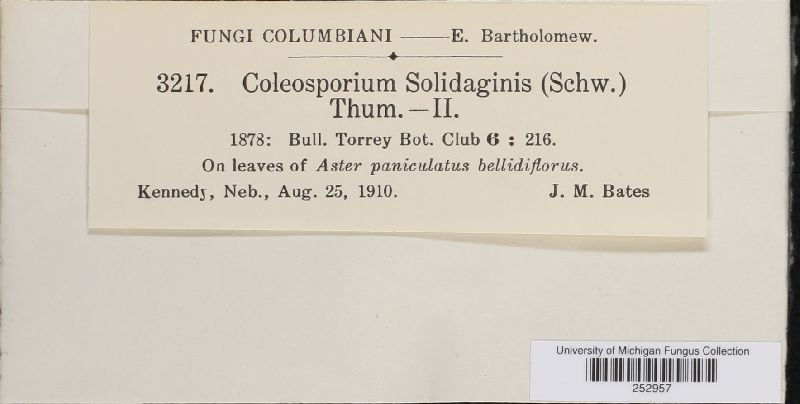 FUNGI COLUMBIANI ——— E. Bartholomew.
3217. Coleosporium Solidaginis (Schw.)
Thum.—II.
1878: Bull. Torrey Bot. Club 6 : 216.
On leaves of Aster paniculatus bellidiflorus.
Kennedy, Neb., Aug. 25, 1910. J. M. Bates
University of Michigan Fungus Collection
252957